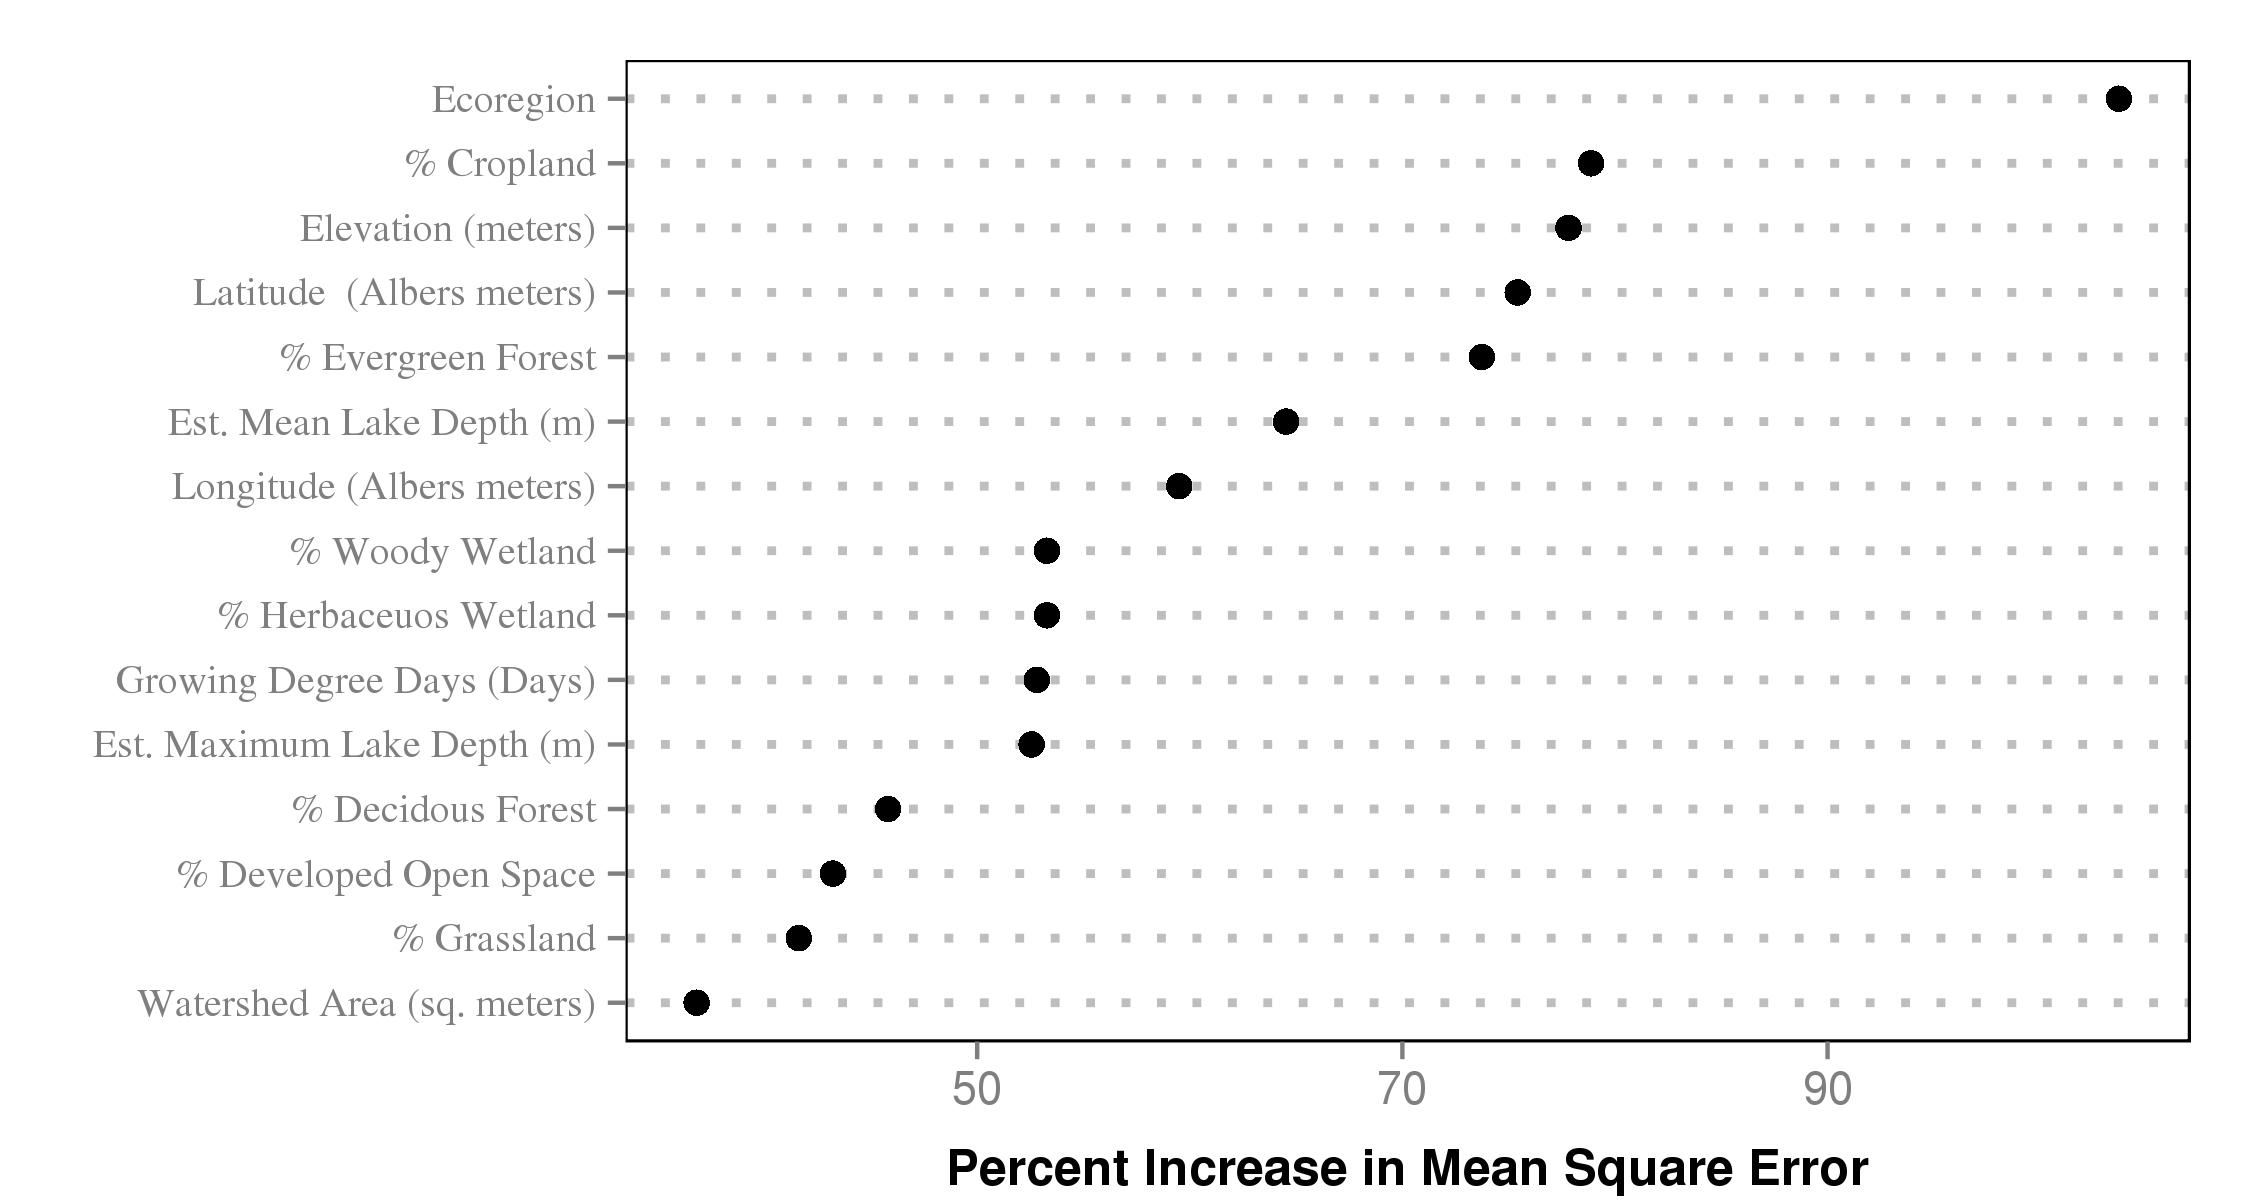 Ecoregion
% Cropland
Elevation (meters)
Latitude  (Albers meters)
% Evergreen Forest
Est. Mean Lake Depth (m)
Longitude (Albers meters)
% Woody Wetland
% Herbaceuos Wetland
Growing Degree Days (Days)
Est. Maximum Lake Depth (m)
% Decidous Forest
% Developed Open Space
% Grassland
Watershed Area (sq. meters)
50 70 90
Percent Increase in Mean Square Error